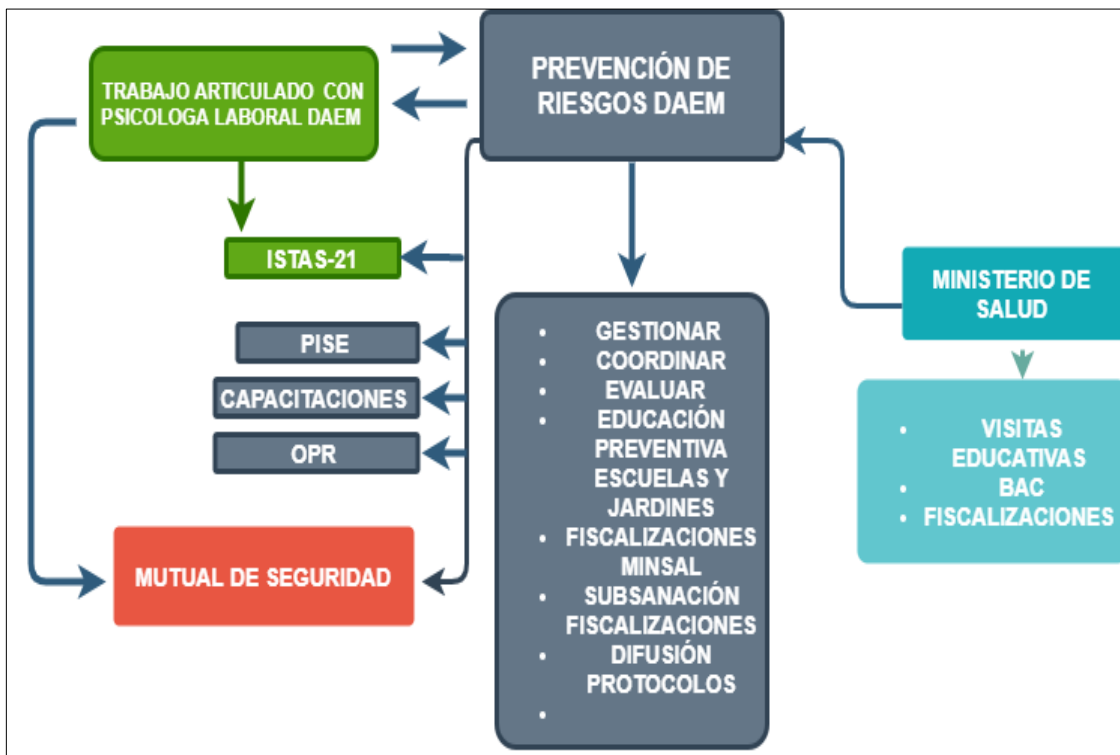 TRABAJO ARTICULADO CON
PSICOLOGA LABORAL DAEM
PREVENCIÓN DE
RIESGOS DAEM
ISTAS-21
PISE
CAPACITACIONES
OPR
MUTUAL DE SEGURIDAD
• GESTIONAR
• COORDINAR
• EVALUAR
• EDUCACIÓN
PREVENTIVA
ESCUELAS Y
JARDINES
• FISCALIZACIONES
MINSAL
• SUBSANACIÓN
FISCALIZACIONES
• DIFUSIÓN
PROTOCOLOS
•
MINISTERIO DE
SALUD
• VISITAS
EDUCATIVAS
• BAC
• FISCALIZACIONES